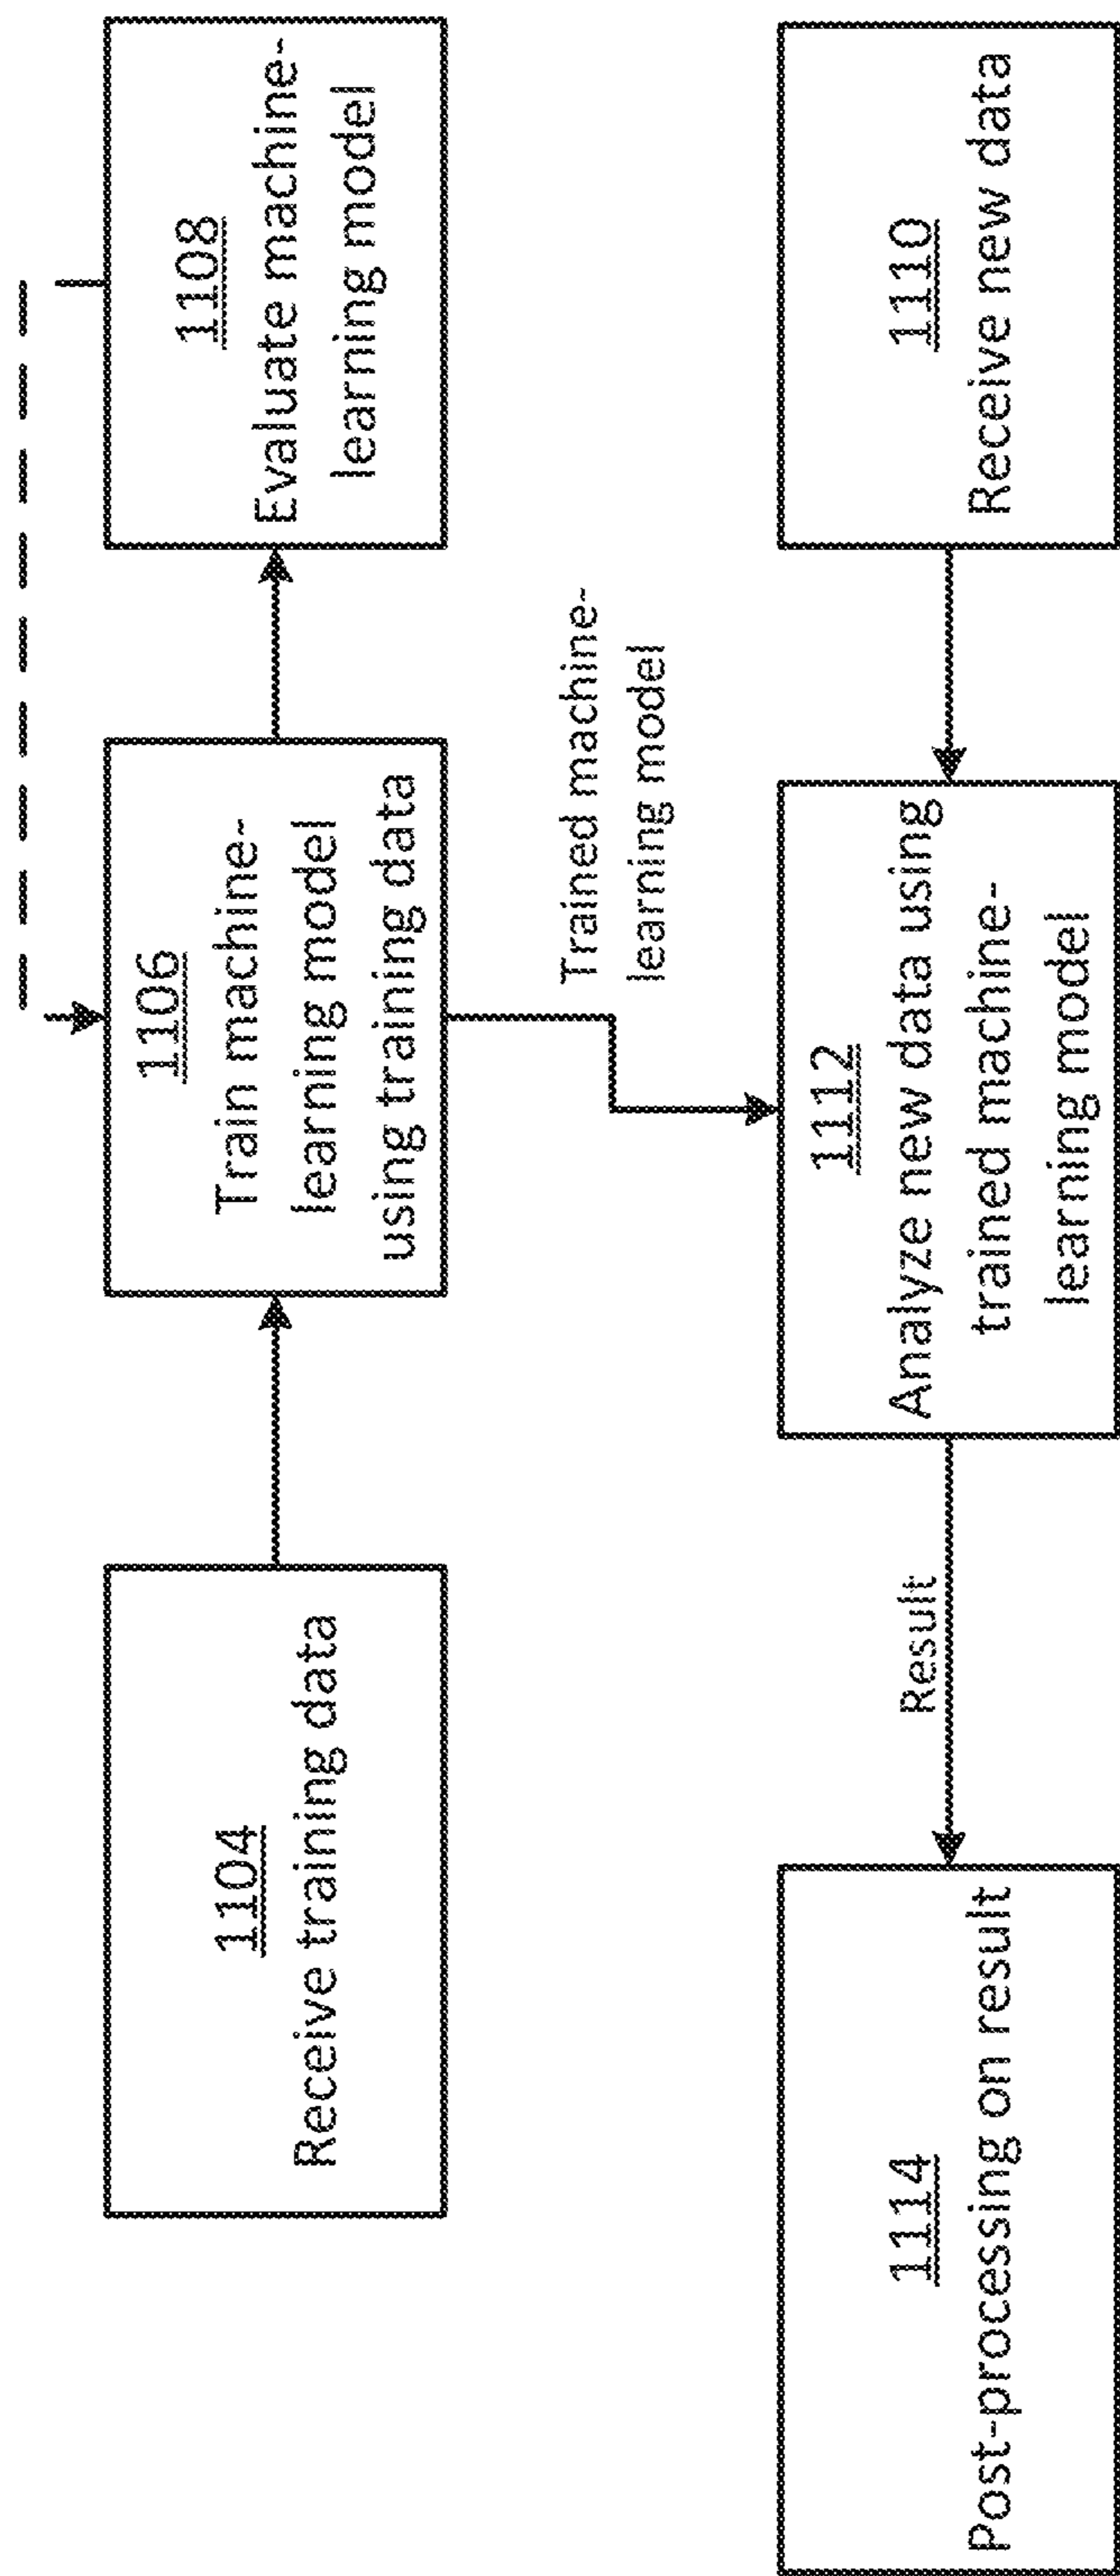 1104
Receive training data
1106
Train machine-
learning model
using training data
1108
Evaluate machine-
learning model
Trained machine-
learning model
1110
Receive new data
1112
Analyze new data using
trained machine-
learning model
Result
1114
Post-processing on result